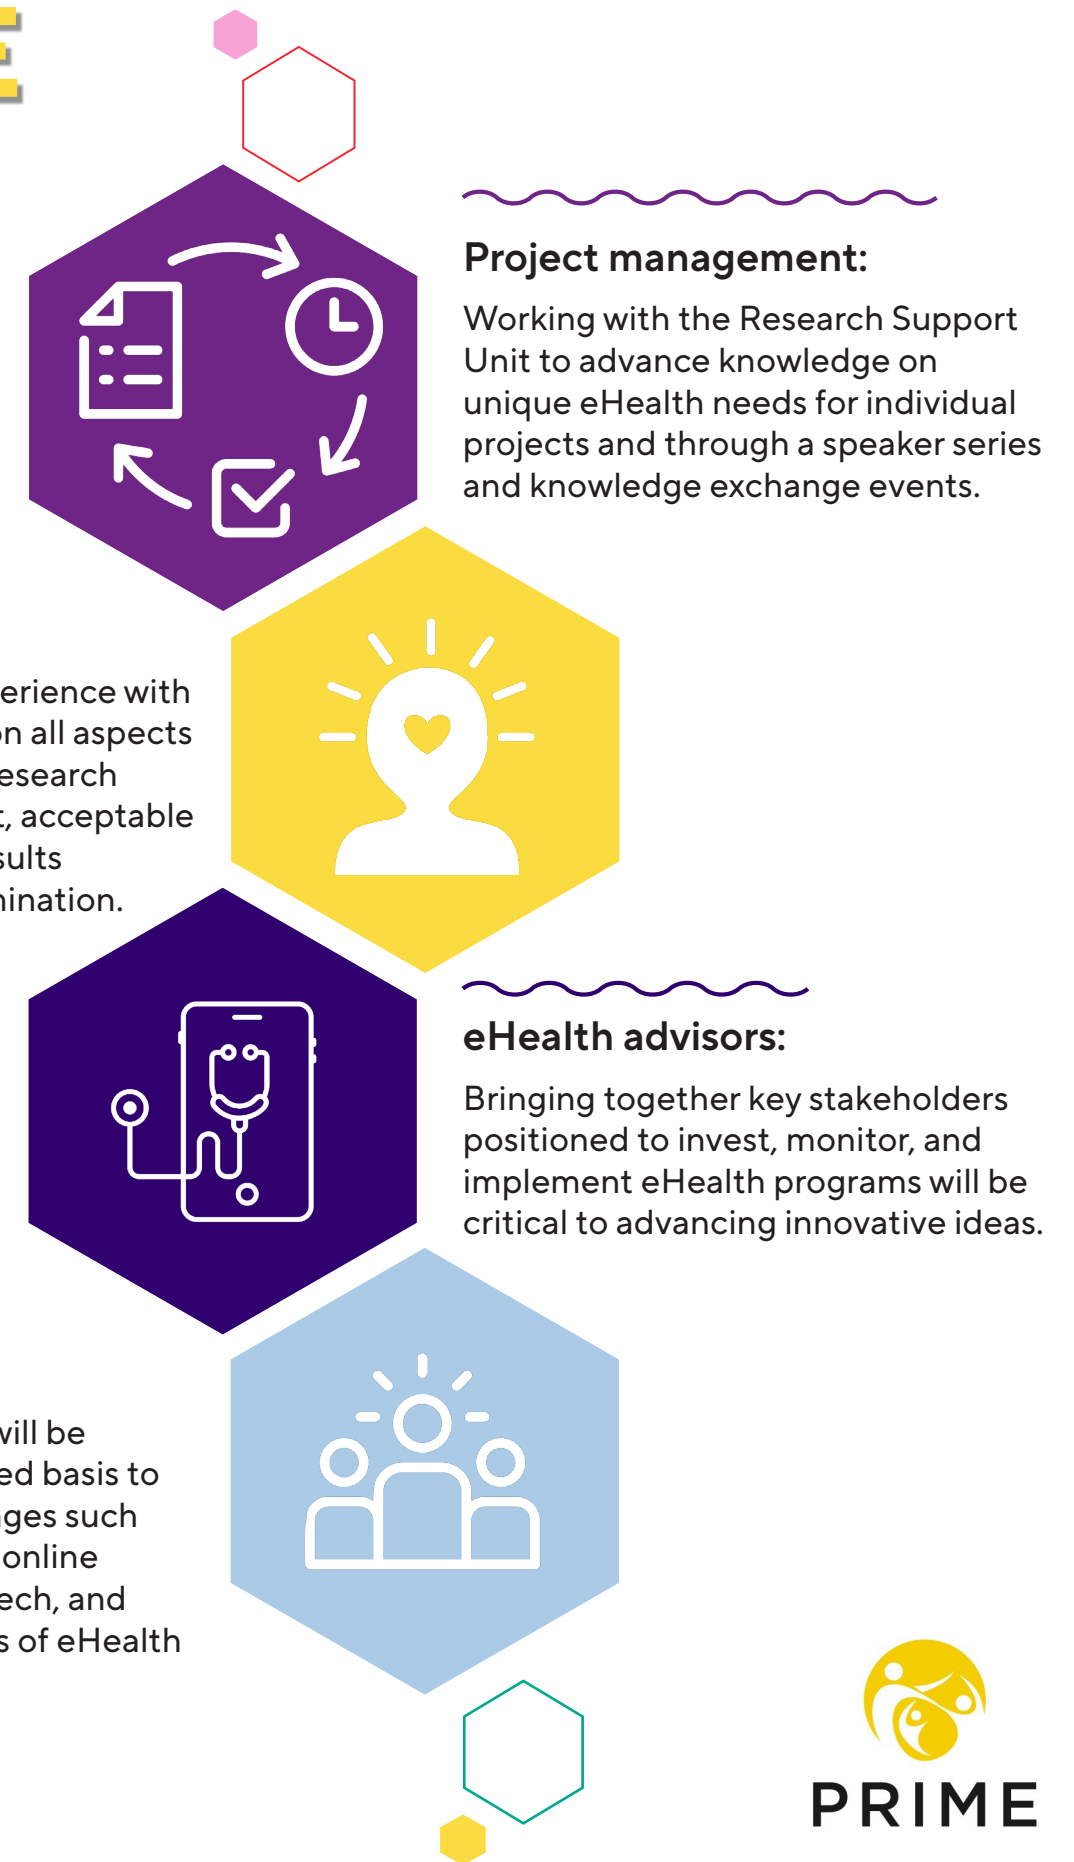 E
Project management:
Working with the Research Support
Unit to advance knowledge on
unique eHealth needs for individual
projects and through a speaker series
and knowledge exchange events.
erience with
n all aspects
esearch
, acceptable
sults
ination.
eHealth advisors:
Bringing together key stakeholders
positioned to invest, monitor, and
implement eHealth programs will be
critical to advancing innovative ideas.
will be
ed basis to
ges such
online
ech, and
s of eHealth
PRIME